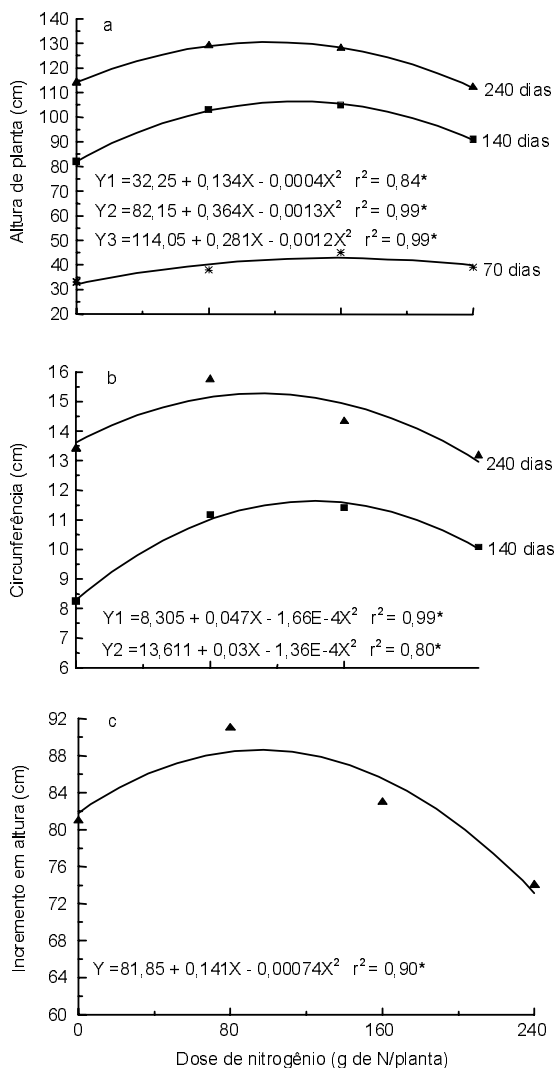 a
Altura de planta (cm)
140
130
120
110
100
90
80
70
60
50
40
30
20
240 dias
140 dias
Y1 =32,25 + 0,134X - 0,0004X² r² = 0,84*
Y2 =82,15 + 0,364X - 0,0013X² r² = 0,99*
Y3 =114,05 + 0,281X - 0,0012X² r² = 0,99*
70 dias
b
Circunferência (cm)
16
15
14
13
12
11
10
9
8
7
6
240 dias
140 dias
Y1 =8,305 + 0,047X - 1,66E-4X² r² = 0,99*
Y2 =13,611 + 0,03X - 1,36E-4X² r² = 0,80*
c
Incremento em altura (cm)
92
88
84
80
76
72
68
64
60
Y =81,85 + 0,141X - 0,00074X² r² = 0,90*
0 80 160 240
Dose de nitrogênio (g de N/planta)